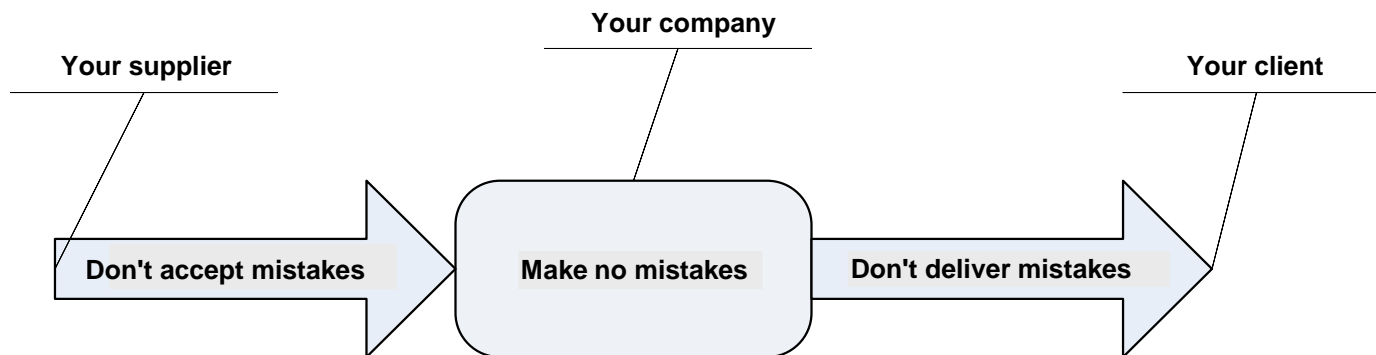 Your company
Your supplier
Your client
Don't accept mistakes
Make no mistakes
Don't deliver mistakes